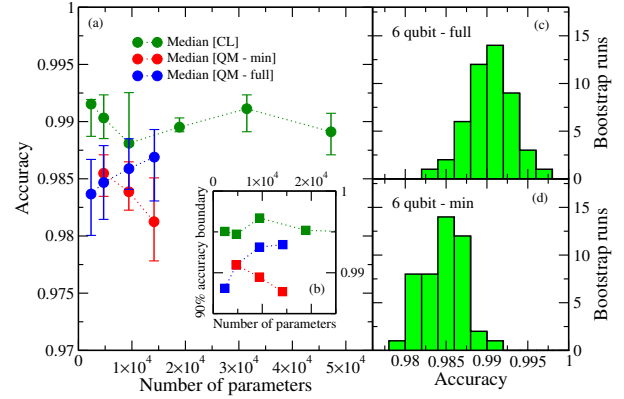 (a)
Median [CL]
Median [QM - min]
Median [QM - full]
1
0.995
0.99
0.985
0.98
0.975
0.97
Accuracy
0 1×10⁴ 2×10⁴ 3×10⁴ 4×10⁴ 5×10⁴
Number of parameters
1×10⁴ 2×10⁴
1
0.99
90% accuracy boundary
(b)
Number of parameters
6 qubit - full
(c)
15
10
5
0
Bootstrap runs
6 qubit - min
(d)
15
10
5
0
Bootstrap runs
0.98 0.985 0.99 0.995 1
Accuracy